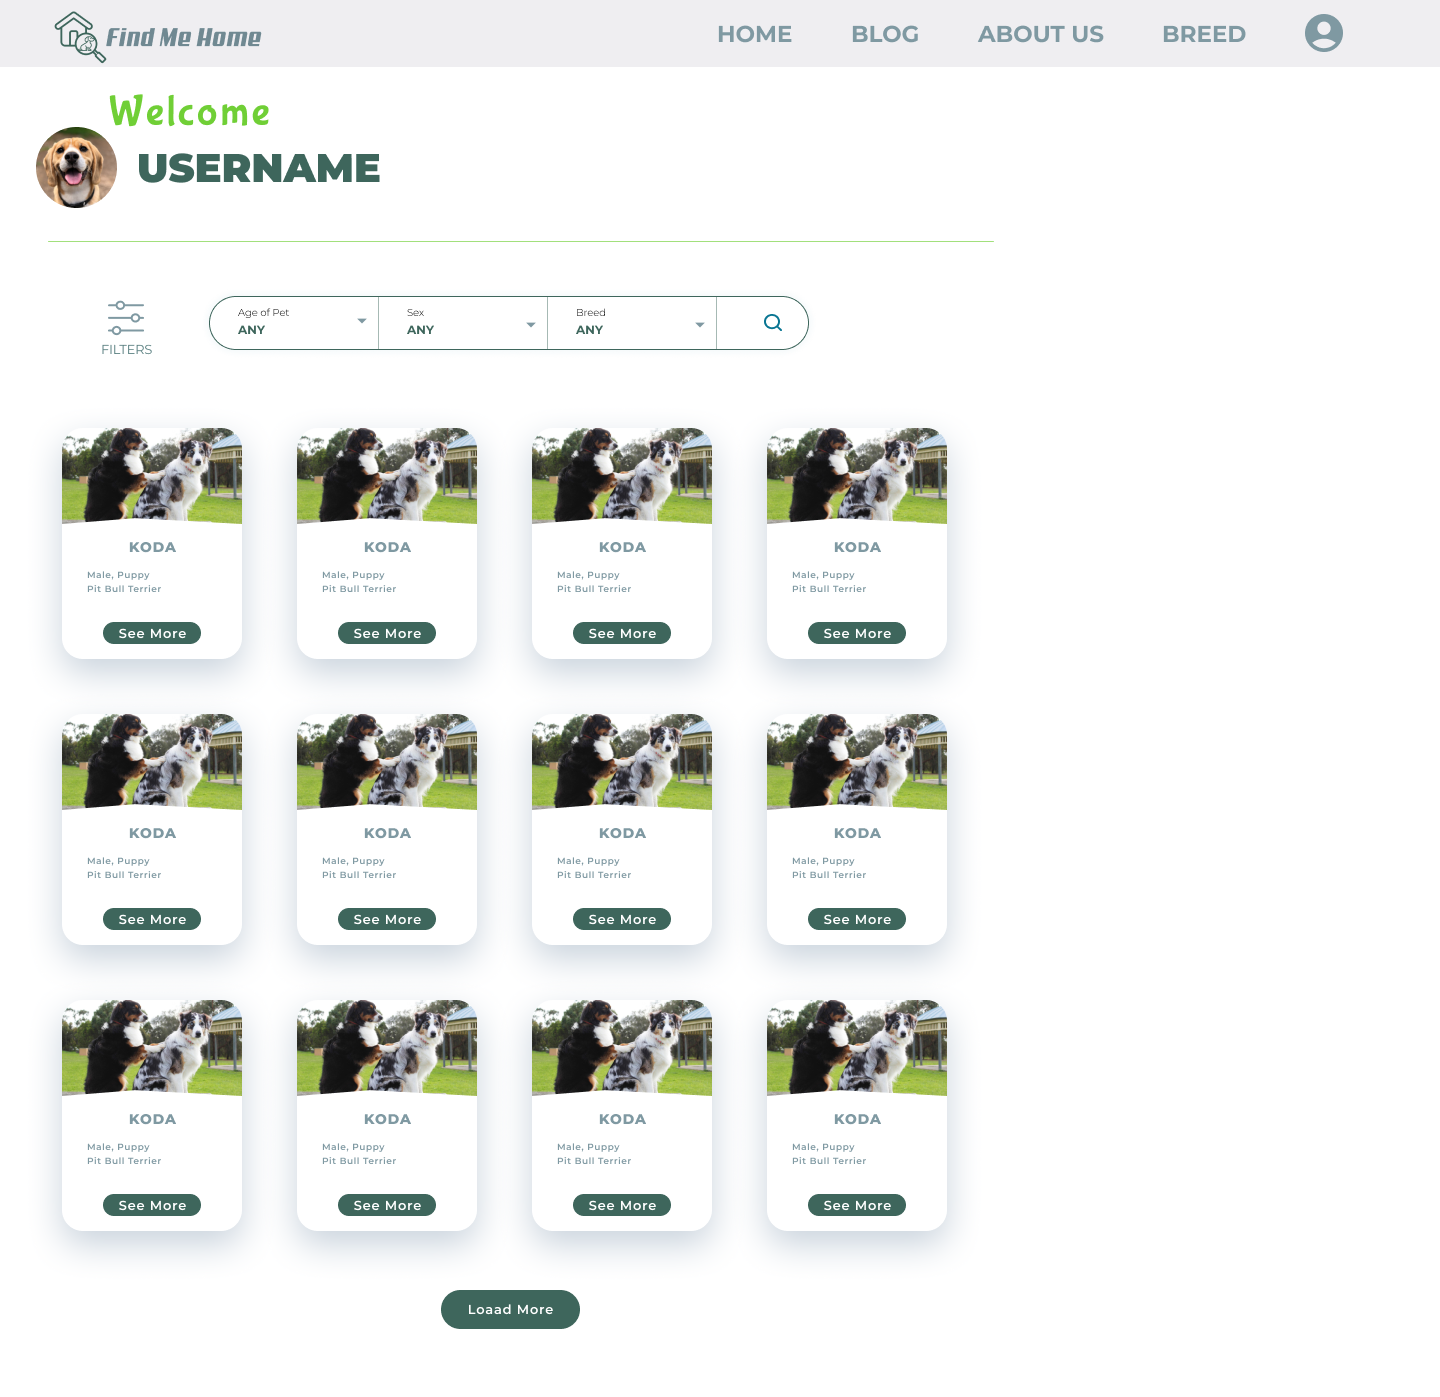 Find Me Home
HOME BLOG ABOUT US BREED
Welcome
USERNAME
FILTERS
Age of Pet Sex Breed
ANY ANY ANY
KODA KODA KODA KODA
Male, Puppy Male, Puppy Male, Puppy Male, Puppy
Pit Bull Terrier Pit Bull Terrier Pit Bull Terrier Pit Bull Terrier
See More See More See More See More
KODA KODA KODA KODA
Male, Puppy Male, Puppy Male, Puppy Male, Puppy
Pit Bull Terrier Pit Bull Terrier Pit Bull Terrier Pit Bull Terrier
See More See More See More See More
KODA KODA KODA KODA
Male, Puppy Male, Puppy Male, Puppy Male, Puppy
Pit Bull Terrier Pit Bull Terrier Pit Bull Terrier Pit Bull Terrier
See More See More See More See More
Loaad More